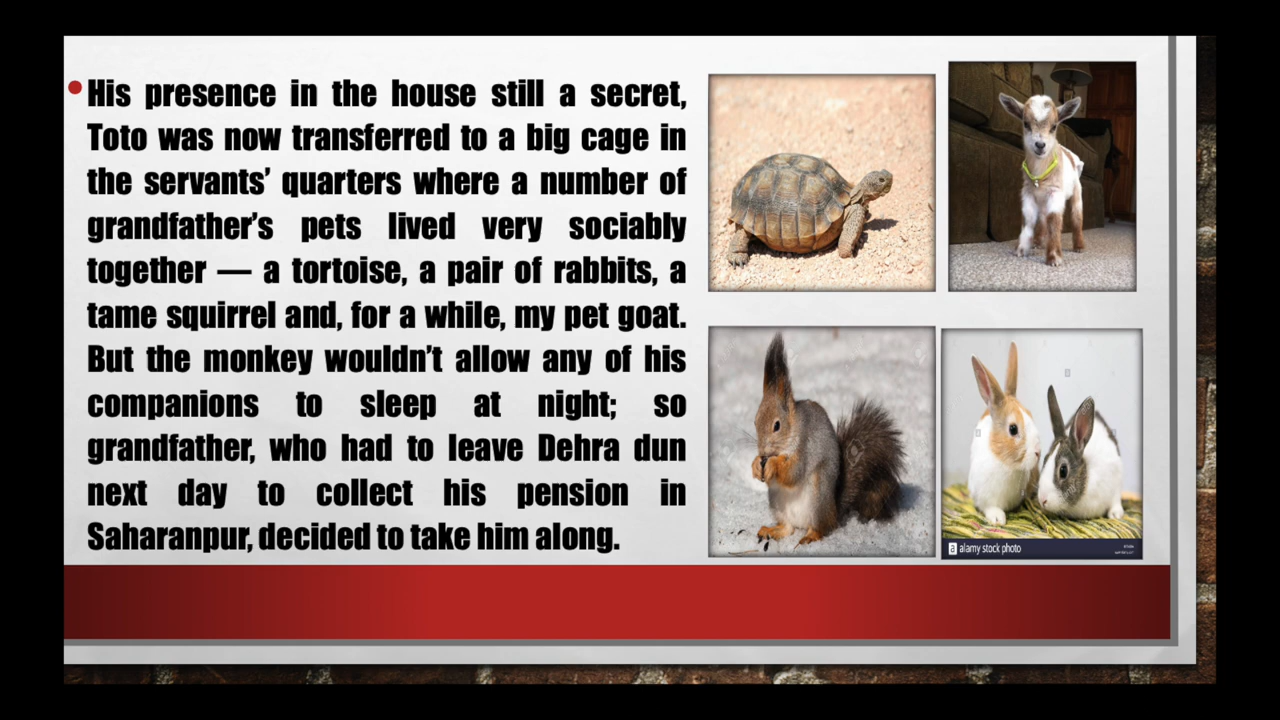 His presence in the house still a secret,
Toto was now transferred to a big cage in
the servants’ quarters where a number of
grandfather’s pets lived very sociably
together — a tortoise, a pair of rabbits, a
tame squirrel and, for a while, my pet goat.
But the monkey wouldn’t allow any of his
companions to sleep at night; so
grandfather, who had to leave Dehra dun
next day to collect his pension in
Saharanpur, decided to take him along.
a alamy stock photo